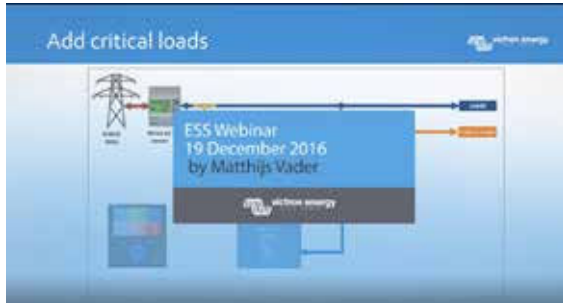 Add critical loads
victron energy
ESS Webinar
19 December 2016
by Matthijs Vader
victron energy